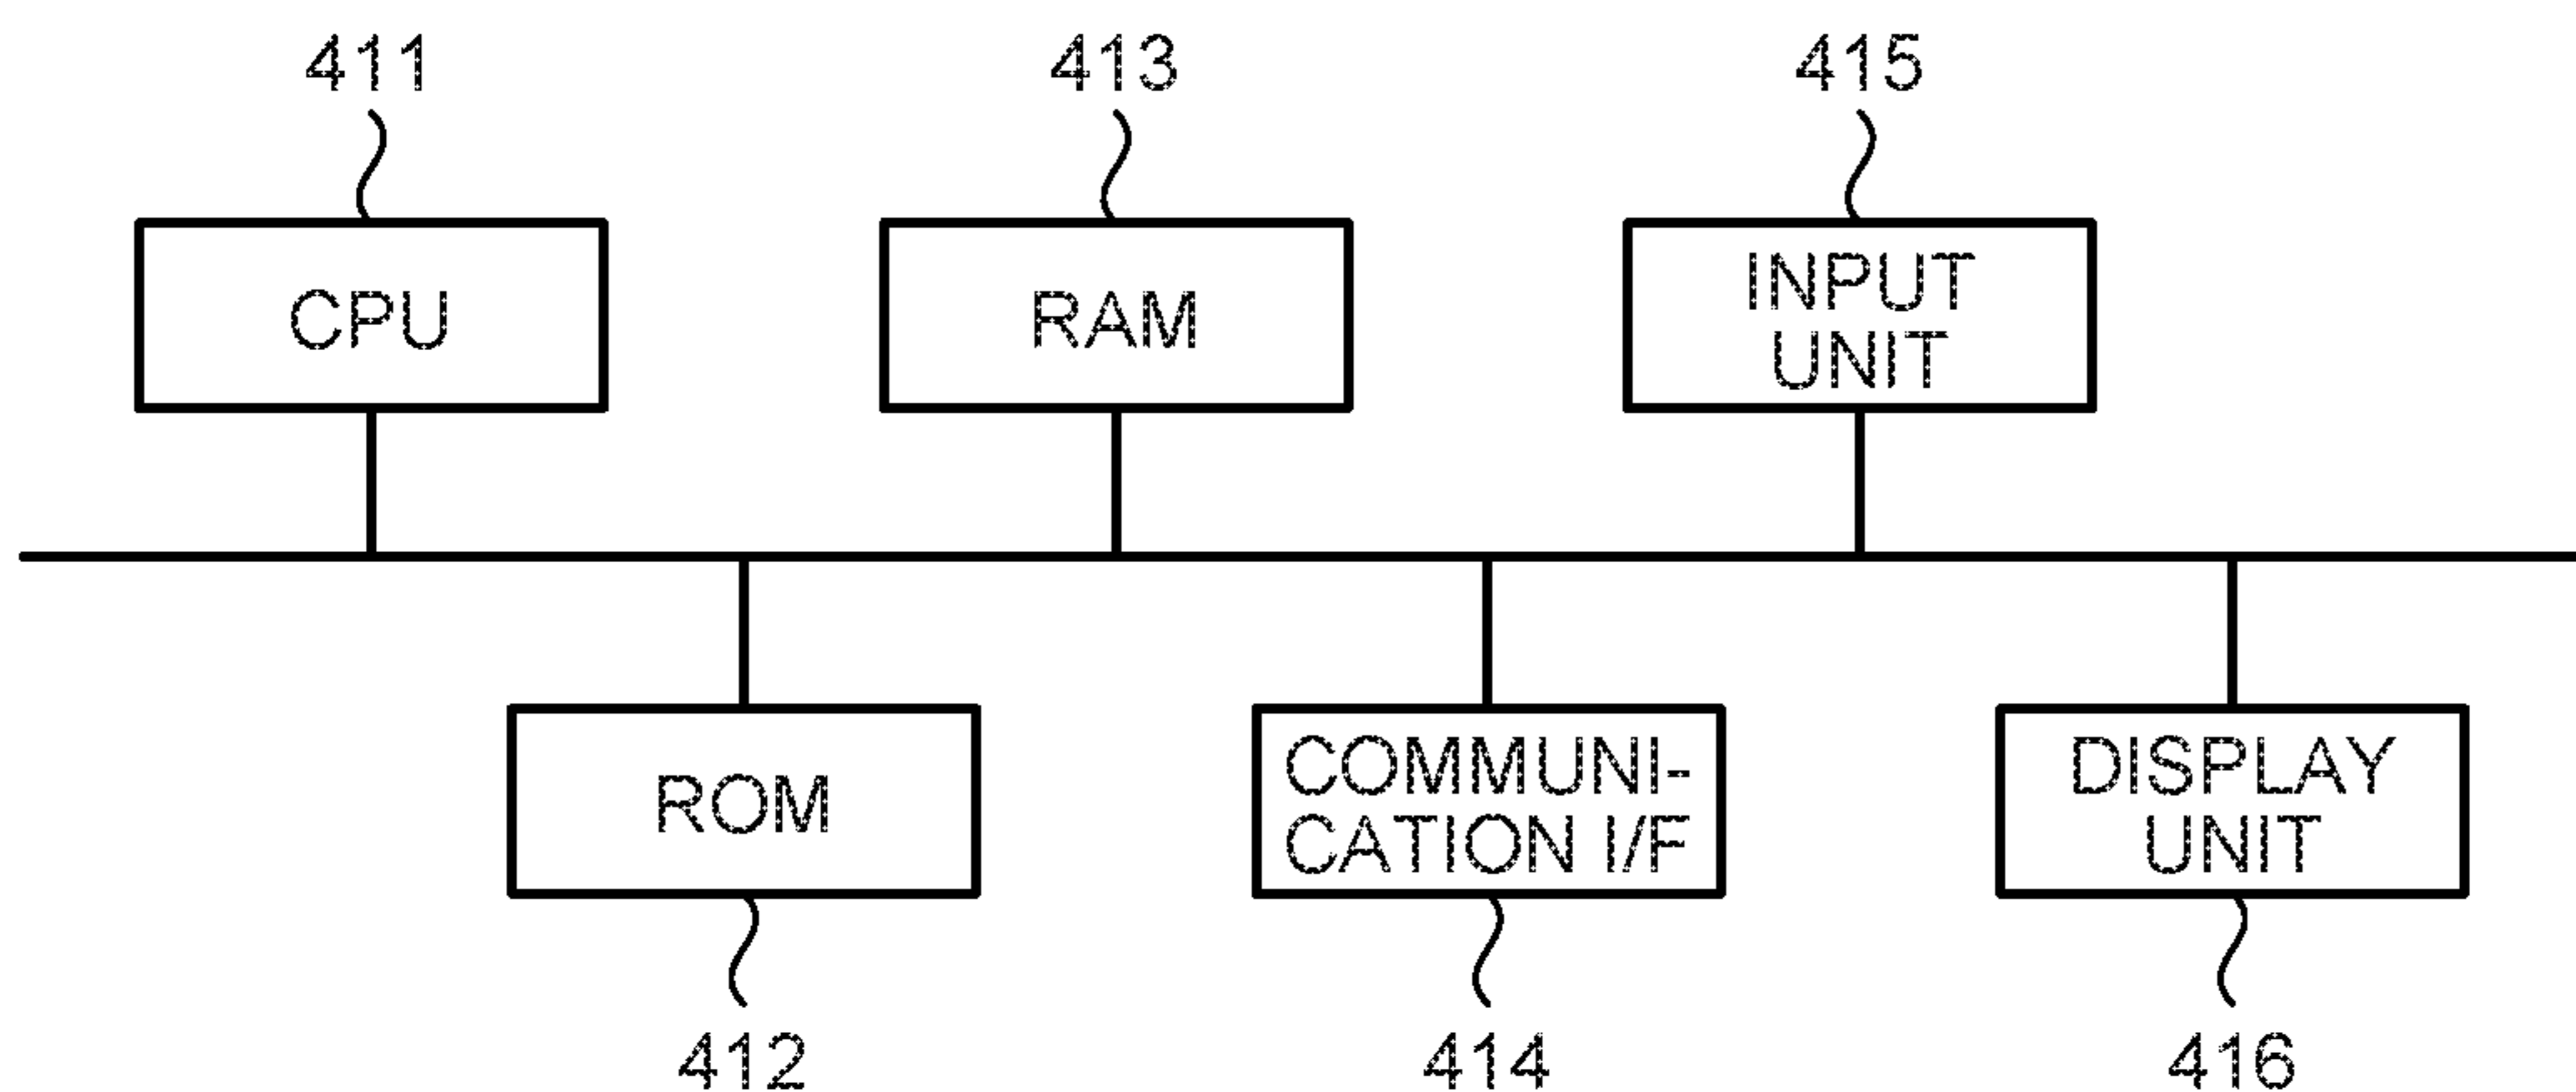 411
413
415
CPU
RAM
INPUT
UNIT
ROM
COMMUNI-
CATION I/F
DISPLAY
UNIT
412
414
416